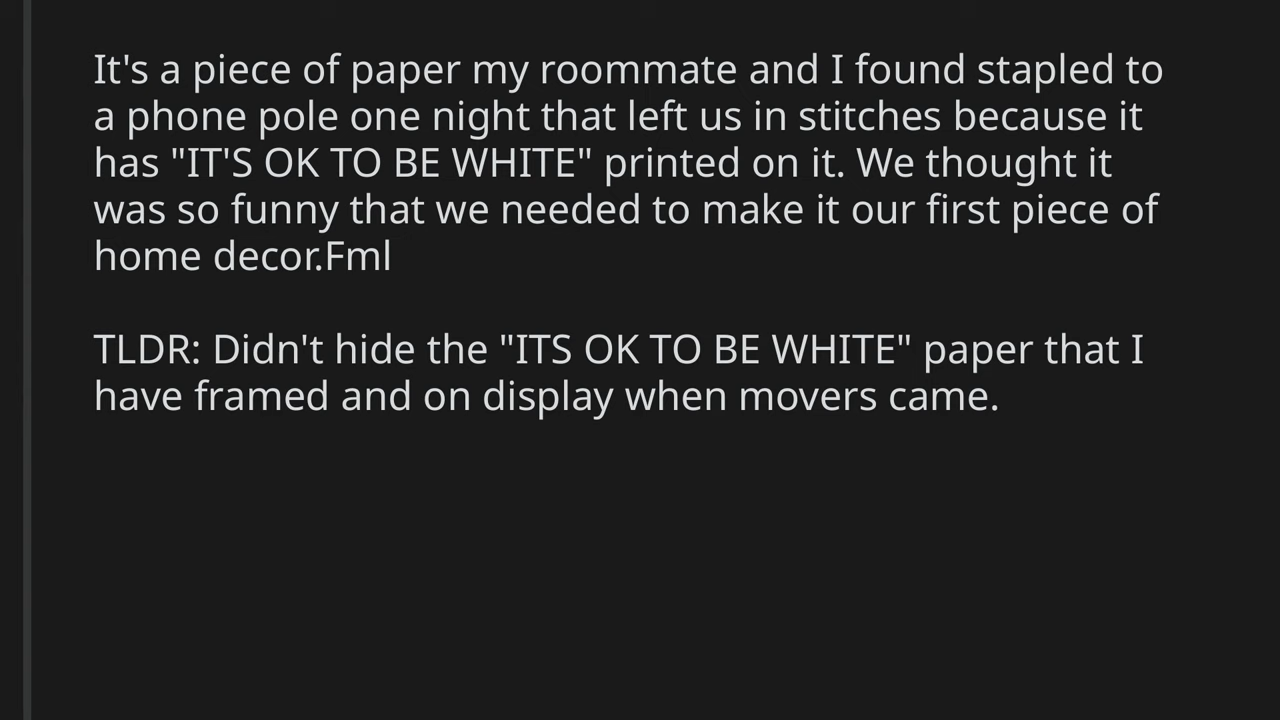 It's a piece of paper my roommate and I found stapled to
a phone pole one night that left us in stitches because it
has "IT'S OK TO BE WHITE" printed on it. We thought it
was so funny that we needed to make it our first piece of
home decor.Fml
TLDR: Didn't hide the "ITS OK TO BE WHITE" paper that I
have framed and on display when movers came.